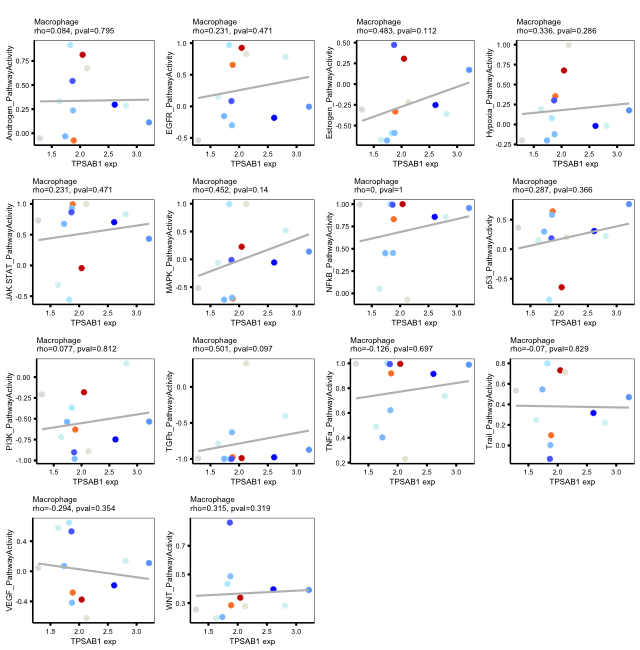 Macrophage
rho=0.084, pval=0.795
Androgen_PathwayActivity
0.75
0.50
0.25
0.00
1.5 2.0 2.5 3.0
TPSAB1 exp
Macrophage
rho=0.231, pval=0.471
EGFR_PathwayActivity
1.0
0.5
0.0
-0.5
1.5 2.0 2.5 3.0
TPSAB1 exp
Macrophage
rho=0.483, pval=0.112
Estrogen_PathwayActivity
0.50
0.00
-0.50
1.5 2.0 2.5 3.0
TPSAB1 exp
Macrophage
rho=0.336, pval=0.286
Hypoxia_PathwayActivity
1.00
0.75
0.50
0.25
0.00
-0.25
1.5 2.0 2.5 3.0
TPSAB1 exp
Macrophage
rho=0.231, pval=0.471
JAK.STAT_PathwayActivity
1.0
0.5
0.0
-0.5
1.5 2.0 2.5 3.0
TPSAB1 exp
Macrophage
rho=0.452, pval=0.14
MAPK_PathwayActivity
1.0
0.5
0.0
-0.5
1.5 2.0 2.5 3.0
TPSAB1 exp
Macrophage
rho=0, pval=1
NFkB_PathwayActivity
1.00
0.75
0.50
0.25
0.00
1.5 2.0 2.5 3.0
TPSAB1 exp
Macrophage
rho=0.287, pval=0.366
p53_PathwayActivity
0.5
0.0
-0.5
1.5 2.0 2.5 3.0
TPSAB1 exp
Macrophage
rho=0.077, pval=0.812
PI3K_PathwayActivity
0.00
-0.25
-0.50
-0.75
-1.00
1.5 2.0 2.5 3.0
TPSAB1 exp
Macrophage
rho=0.501, pval=0.097
TGFb_PathwayActivity
0.0
-0.5
-1.0
1.5 2.0 2.5 3.0
TPSAB1 exp
Macrophage
rho=-0.126, pval=0.697
TNFa_PathwayActivity
1.0
0.8
0.6
0.4
0.2
1.5 2.0 2.5 3.0
TPSAB1 exp
Macrophage
rho=-0.07, pval=0.829
Trail_PathwayActivity
0.8
0.6
0.4
0.2
0.0
1.5 2.0 2.5 3.0
TPSAB1 exp
Macrophage
rho=-0.294, pval=0.354
VEGF_PathwayActivity
0.4
0.0
-0.4
1.5 2.0 2.5 3.0
TPSAB1 exp
Macrophage
rho=0.315, pval=0.319
WNT_PathwayActivity
0.7
0.5
0.3
1.5 2.0 2.5 3.0
TPSAB1 exp